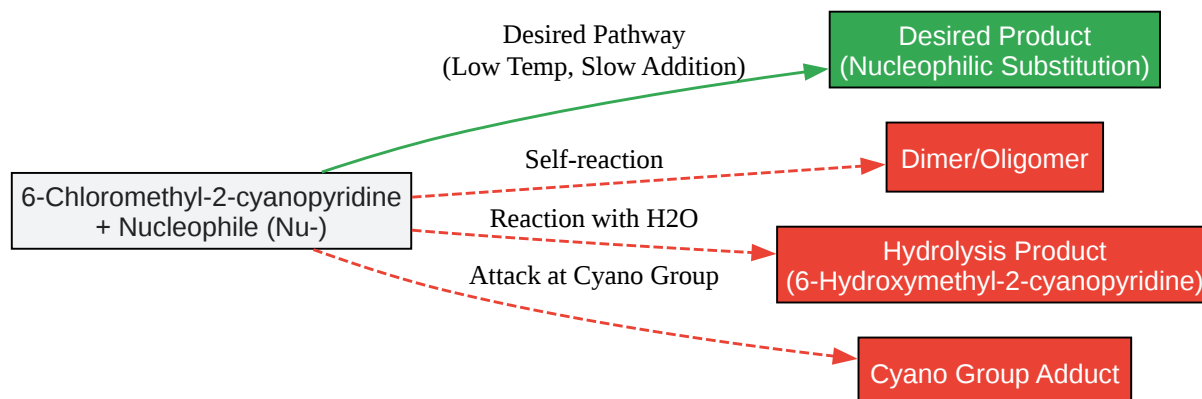 Desired Pathway
(Low Temp, Slow Addition)
Desired Product
(Nucleophilic Substitution)
Self-reaction
Dimer/Oligomer
6-Chloromethyl-2-cyanopyridine
+ Nucleophile (Nu-)
Reaction with H2O
Hydrolysis Product
(6-Hydroxymethyl-2-cyanopyridine)
Attack at Cyano Group
Cyano Group Adduct